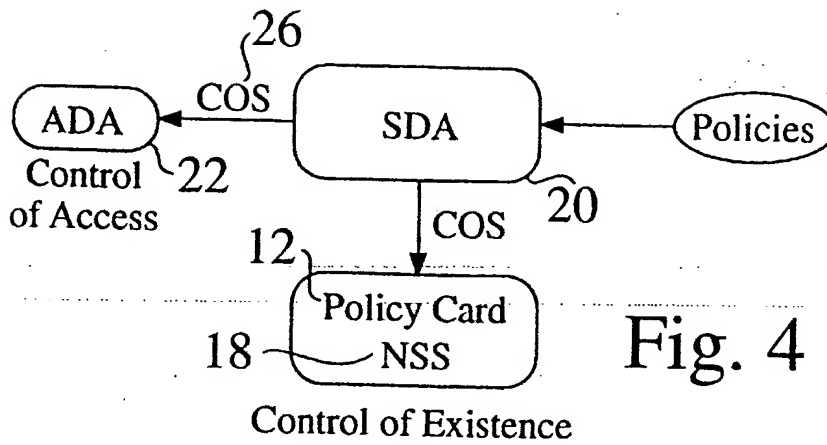 26
COS
ADA
SDA
Policies
22
Control
of Access
20
COS
12
Policy Card
18
NSS
Fig. 4
Control of Existence